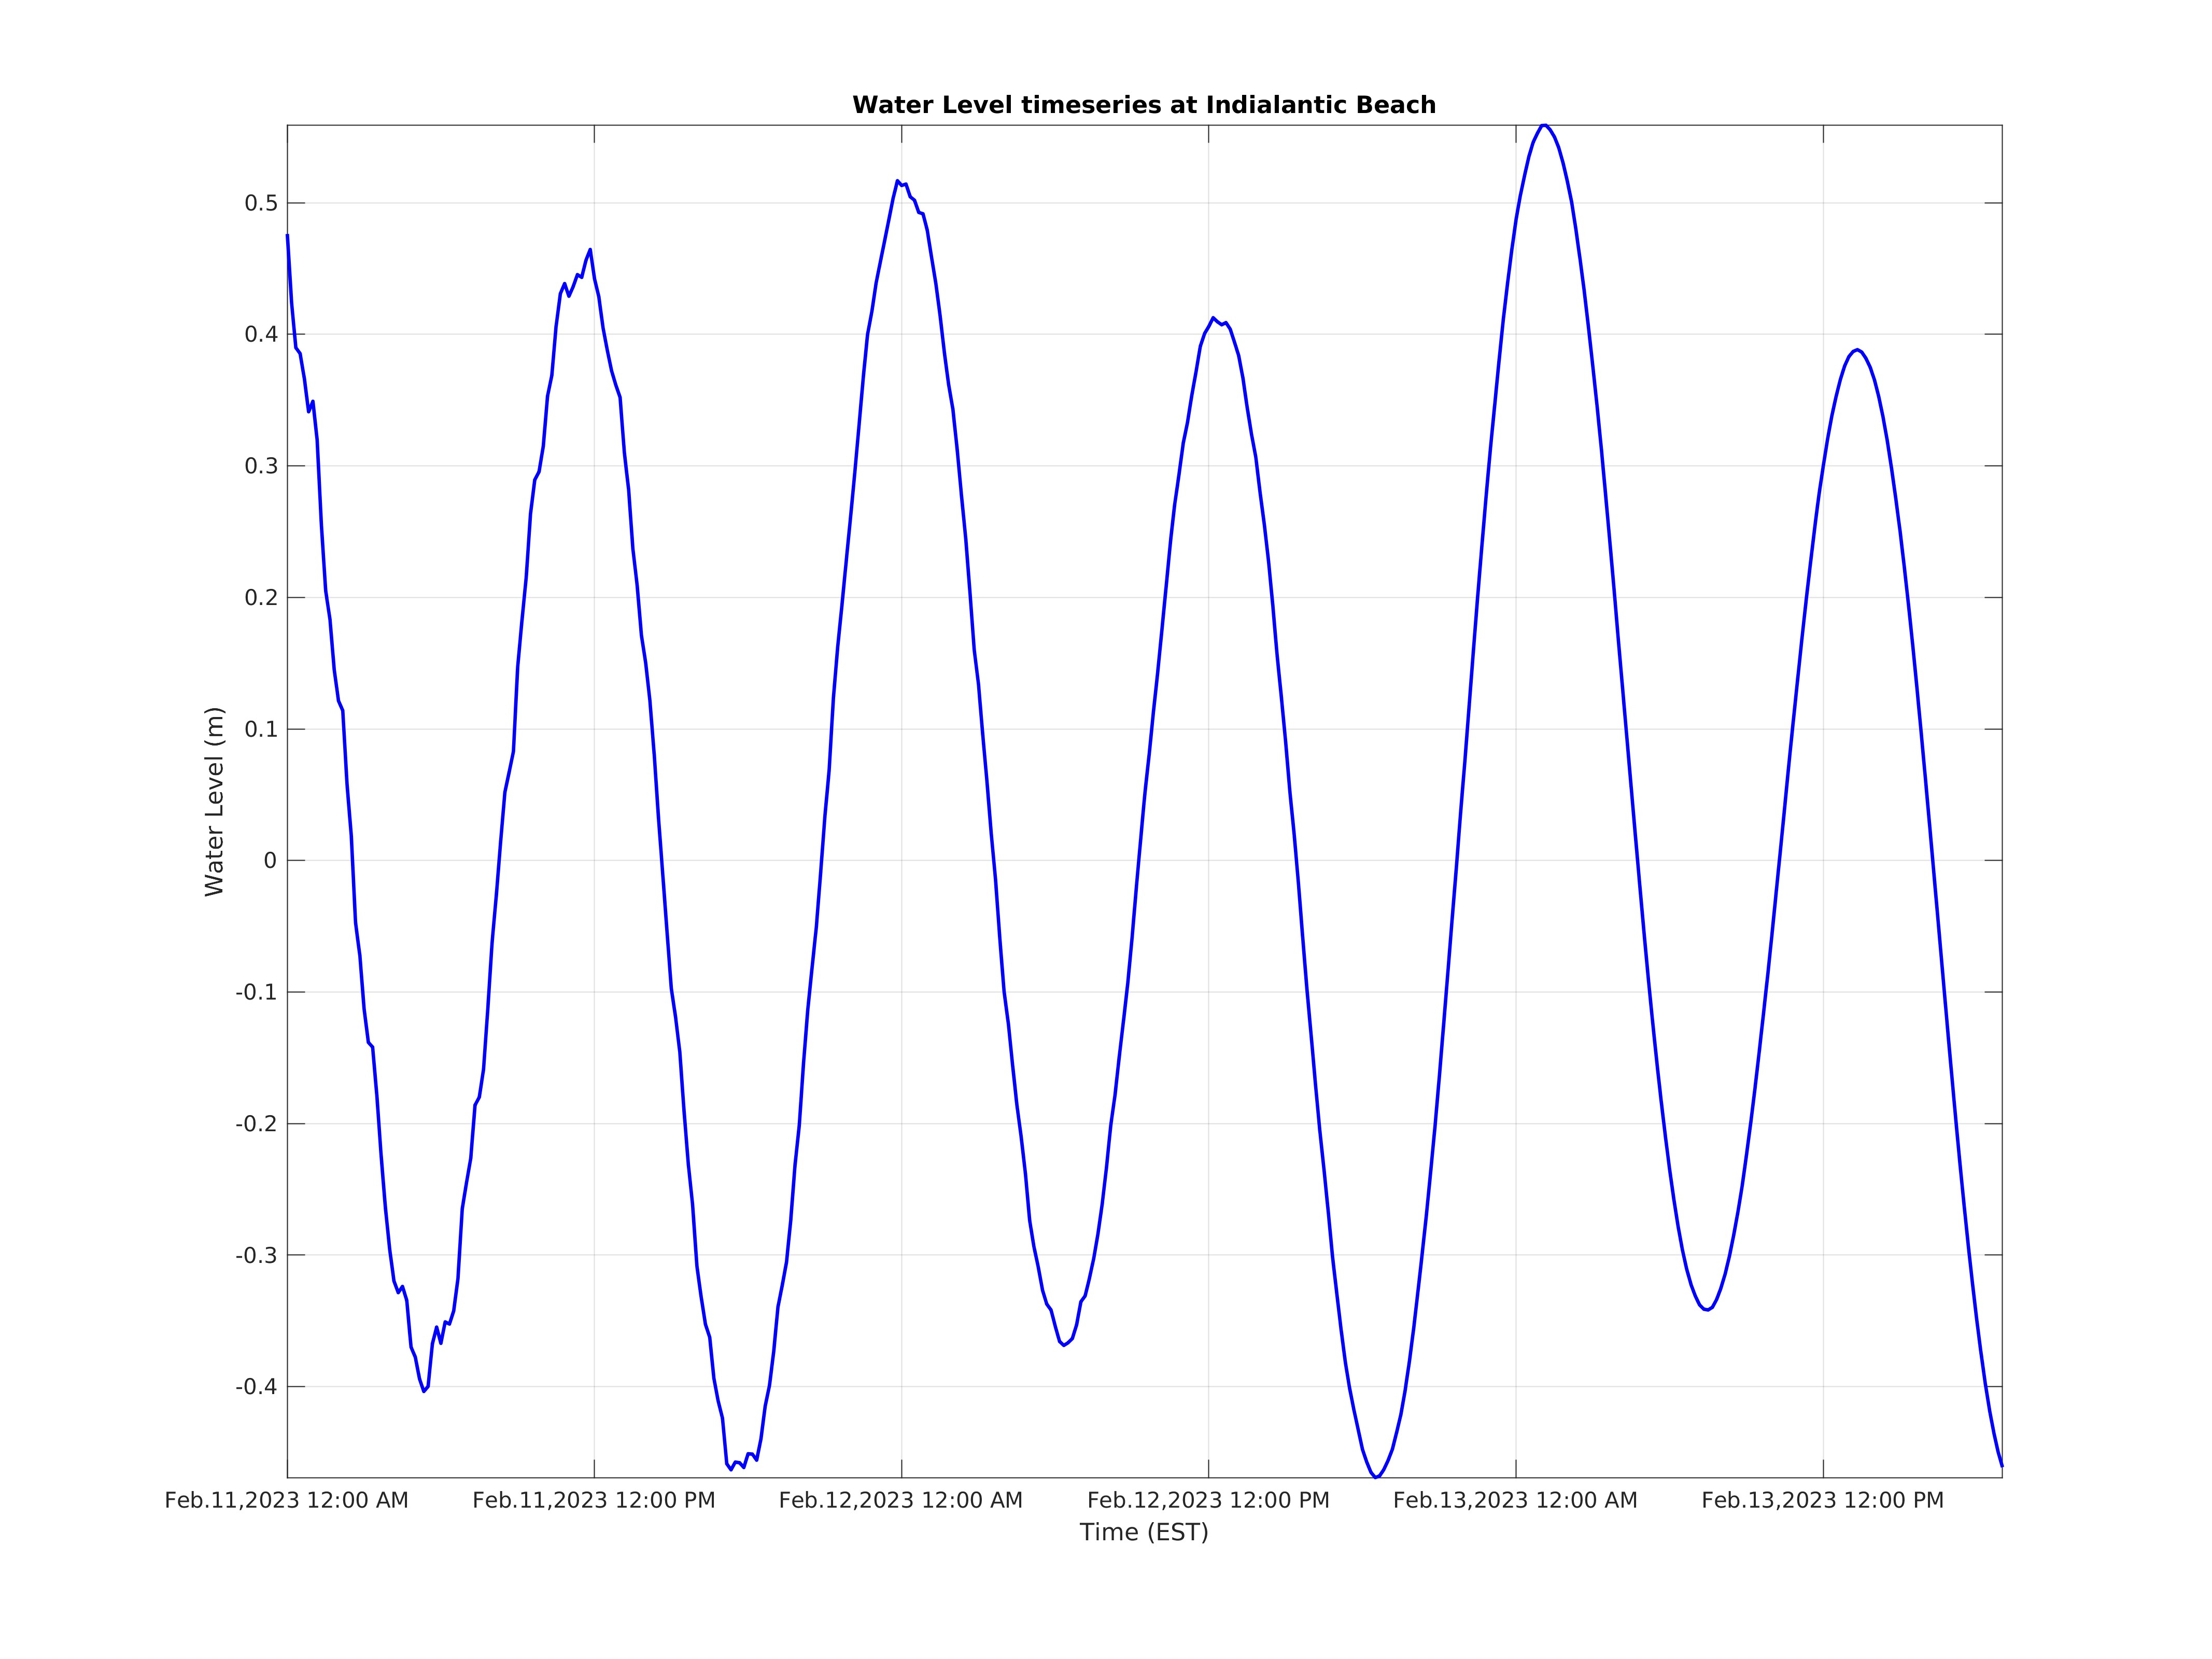 Water Level timeseries at Indialantic Beach
0.5
0.4
0.3
0.2
0.1
0
-0.1
-0.2
-0.3
-0.4
Water Level (m)
Feb.11,2023 12:00 AM
Feb.11,2023 12:00 PM
Feb.12,2023 12:00 AM
Feb.12,2023 12:00 PM
Feb.13,2023 12:00 AM
Feb.13,2023 12:00 PM
Time (EST)